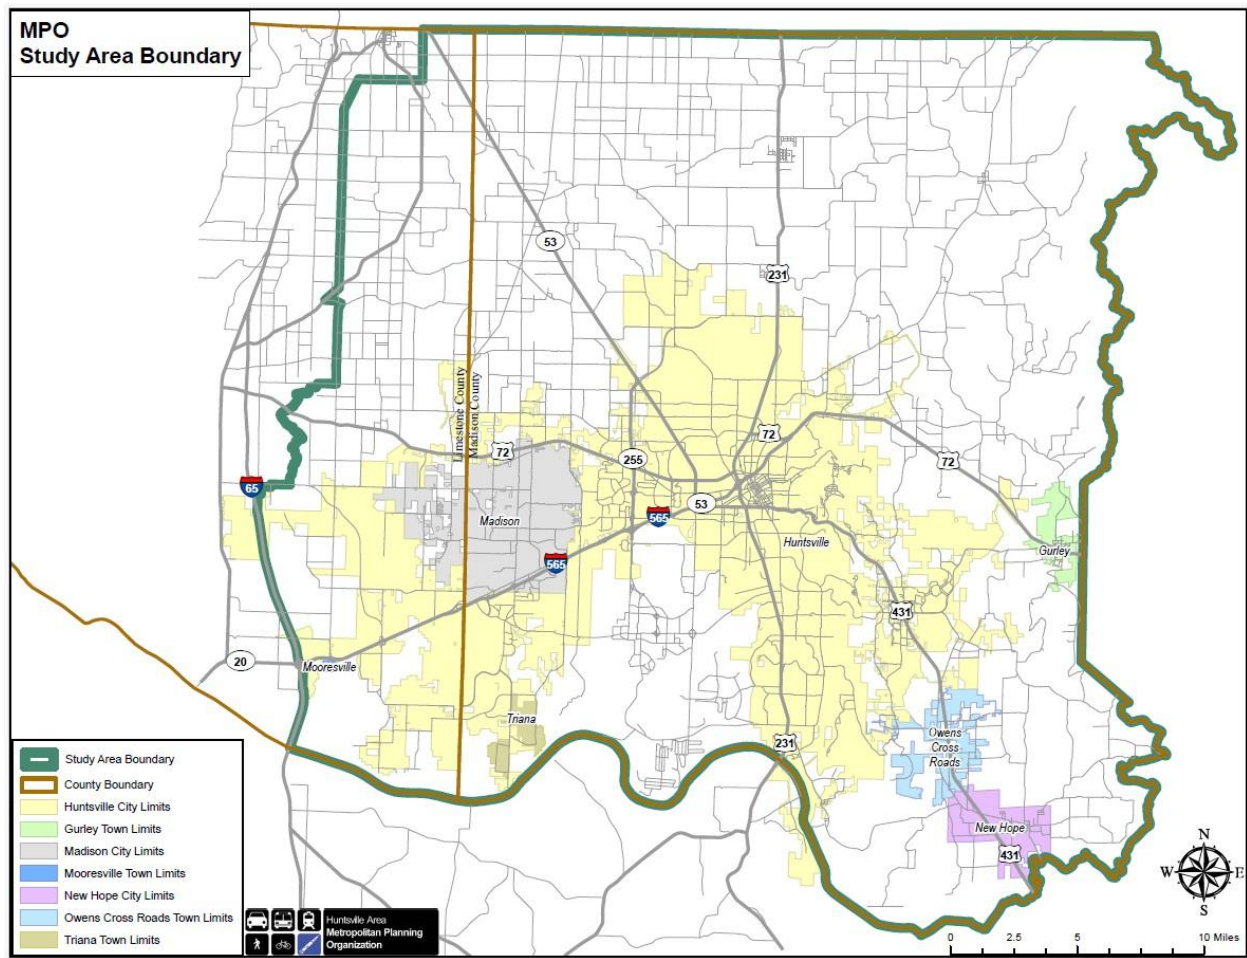 MPO
Study Area Boundary
53
231
Limestone County
Madison County
72
72
255
72
65
53
565
Madison
Huntsville
Gurley
565
431
20
Mooresville
Triana
231
Owens
Cross
Roads
New Hope
431
Study Area Boundary
County Boundary
Huntsville City Limits
Gurley Town Limits
Madison City Limits
Mooresville Town Limits
New Hope City Limits
Owens Cross Roads Town Limits
Triana Town Limits
Huntsville Area
Metropolitan Planning
Organization
N
W
E
S
0 2.5 5 10 Miles